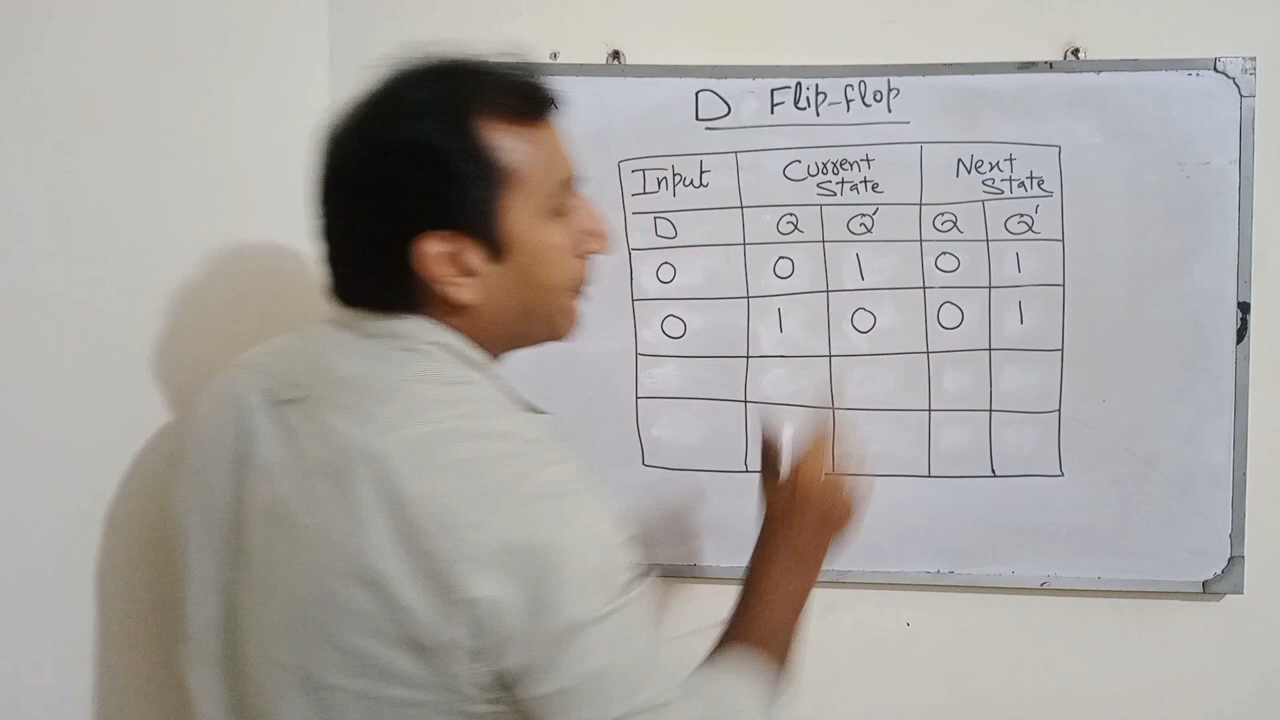 D Flip-flop
Input Current State Next State
D Q Q' Q Q'
0 0 1 0 1
0 1 0 0 1